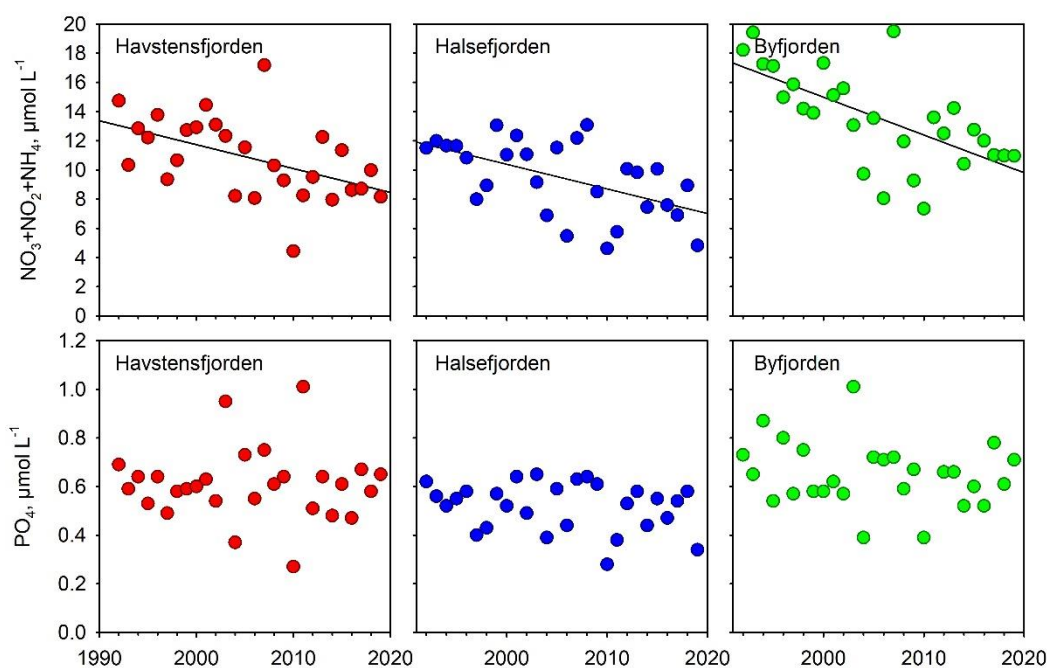 20
18
16
14
12
10
8
6
4
2
0
NO₃+NO₂+NH₄, µmol L⁻¹
Havstensfjorden
Halsefjorden
Byfjorden
1.2
1.0
0.8
0.6
0.4
0.2
0.0
PO₄, µmol L⁻¹
Havstensfjorden
Halsefjorden
Byfjorden
1990 2000 2010 2020 2000 2010 2020 2000 2010 2020